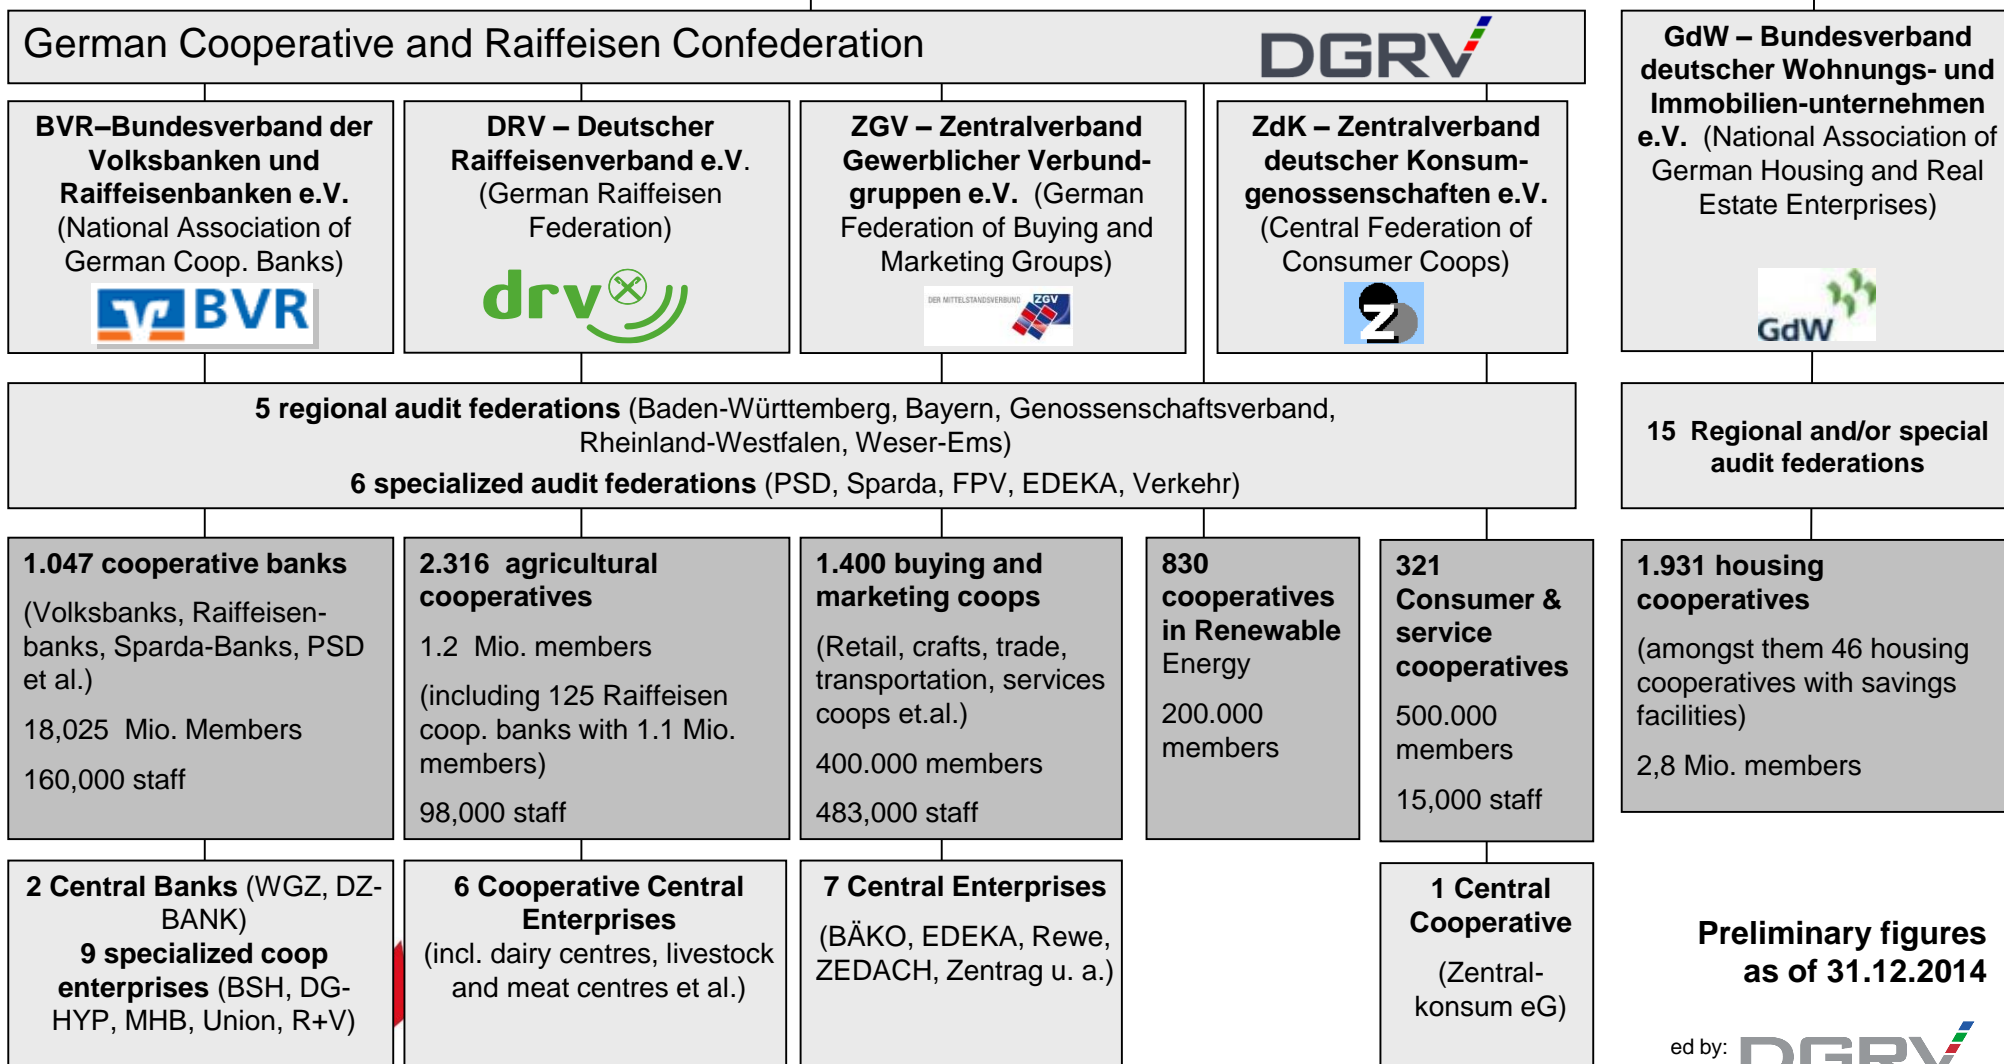 German Cooperative and Raiffeisen Confederation
DGRV
BVR–Bundesverband der
Volksbanken und
Raiffeisenbanken e.V.
(National Association of
German Coop. Banks)
BVR
DRV – Deutscher
Raiffeisenverband e.V.
(German Raiffeisen
Federation)
drv
ZGV – Zentralverband
Gewerblicher Verbund-
gruppen e.V. (German
Federation of Buying and
Marketing Groups)
DER MITTELSTANDSVERBUND ZGV
ZdK – Zentralverband
deutscher Konsum-
genossenschaften e.V.
(Central Federation of
Consumer Coops)
Z
GdW – Bundesverband
deutscher Wohnungs- und
Immobilien-unternehmen
e.V. (National Association of
German Housing and Real
Estate Enterprises)
GdW
5 regional audit federations (Baden-Württemberg, Bayern, Genossenschaftsverband,
Rheinland-Westfalen, Weser-Ems)
6 specialized audit federations (PSD, Sparda, FPV, EDEKA, Verkehr)
15 Regional and/or special
audit federations
1.047 cooperative banks
(Volksbanks, Raiffeisen-
banks, Sparda-Banks, PSD
et al.)
18,025 Mio. Members
160,000 staff
2.316 agricultural
cooperatives
1.2 Mio. members
(including 125 Raiffeisen
coop. banks with 1.1 Mio.
members)
98,000 staff
1.400 buying and
marketing coops
(Retail, crafts, trade,
transportation, services
coops et.al.)
400.000 members
483,000 staff
830
cooperatives
in Renewable
Energy
200.000
members
321
Consumer &
service
cooperatives
500.000
members
15,000 staff
1.931 housing
cooperatives
(amongst them 46 housing
cooperatives with savings
facilities)
2,8 Mio. members
2 Central Banks (WGZ, DZ-
BANK)
9 specialized coop
enterprises (BSH, DG-
HYP, MHB, Union, R+V)
6 Cooperative Central
Enterprises
(incl. dairy centres, livestock
and meat centres et al.)
7 Central Enterprises
(BÄKO, EDEKA, Rewe,
ZEDACH, Zentrag u. a.)
1 Central
Cooperative
(Zentral-
konsum eG)
Preliminary figures
as of 31.12.2014
ed by:
DGRV